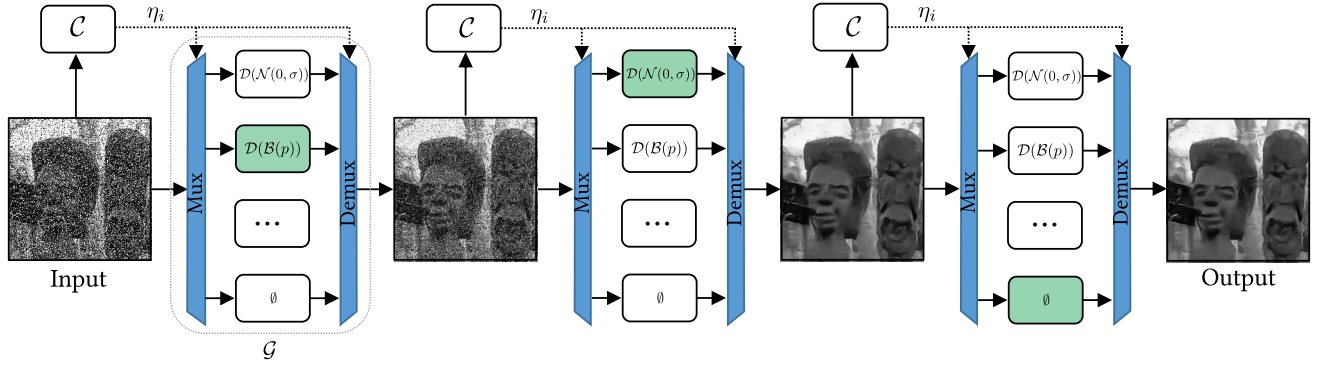 C
η_i
Mux
D(N(0, σ))
D(B(p))
...
∅
Demux
G
Input
C
η_i
Mux
D(N(0, σ))
D(B(p))
...
∅
Demux
C
η_i
Mux
D(N(0, σ))
D(B(p))
...
∅
Demux
Output